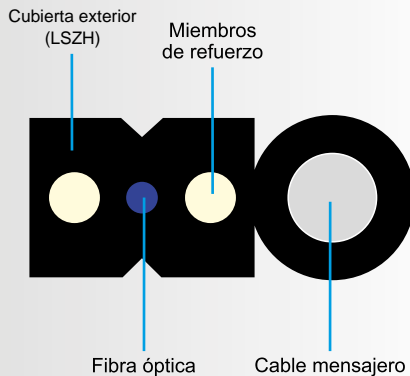 Cubierta exterior
(LSZH)
Miembros
de refuerzo
Fibra óptica
Cable mensajero